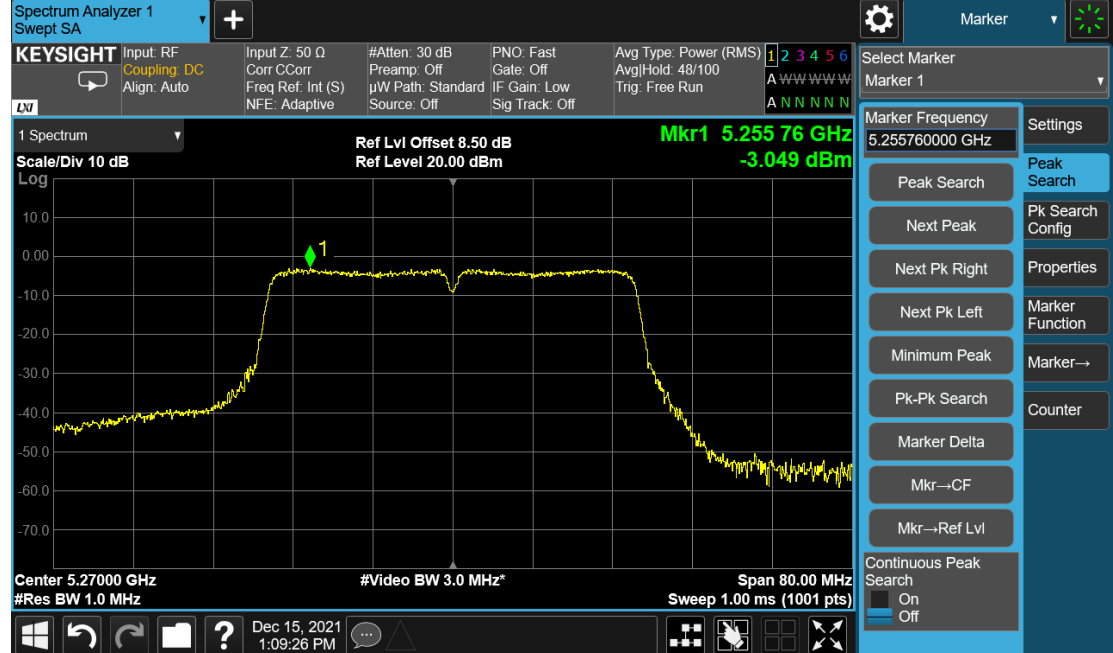 Spectrum Analyzer 1
Swept SA
+
Marker
KEYSIGHT
LXI
Input: RF
Coupling: DC
Align: Auto
Input Z: 50 Ω
Corr CCorr
Freq Ref: Int (S)
NFE: Adaptive
#Atten: 30 dB
Preamp: Off
µW Path: Standard
Source: Off
PNO: Fast
Gate: Off
IF Gain: Low
Sig Track: Off
Avg Type: Power (RMS)
Avg|Hold: 48/100
Trig: Free Run
1 2 3 4 5 6
A W W W W W
A N N N N N
Select Marker
Marker 1
1 Spectrum
Scale/Div 10 dB
Log
Ref Lvl Offset 8.50 dB
Ref Level 20.00 dBm
Mkr1 5.255 76 GHz
-3.049 dBm
10.0
0.00
-10.0
-20.0
-30.0
-40.0
-50.0
-60.0
-70.0
1
Center 5.27000 GHz
#Res BW 1.0 MHz
#Video BW 3.0 MHz*
Span 80.00 MHz
Sweep 1.00 ms (1001 pts)
Marker Frequency
5.255760000 GHz
Peak Search
Next Peak
Next Pk Right
Next Pk Left
Minimum Peak
Pk-Pk Search
Marker Delta
Mkr→CF
Mkr→Ref Lvl
Continuous Peak
Search
On
Off
Settings
Peak
Search
Pk Search
Config
Properties
Marker
Function
Marker→
Counter
?
Dec 15, 2021
1:09:26 PM